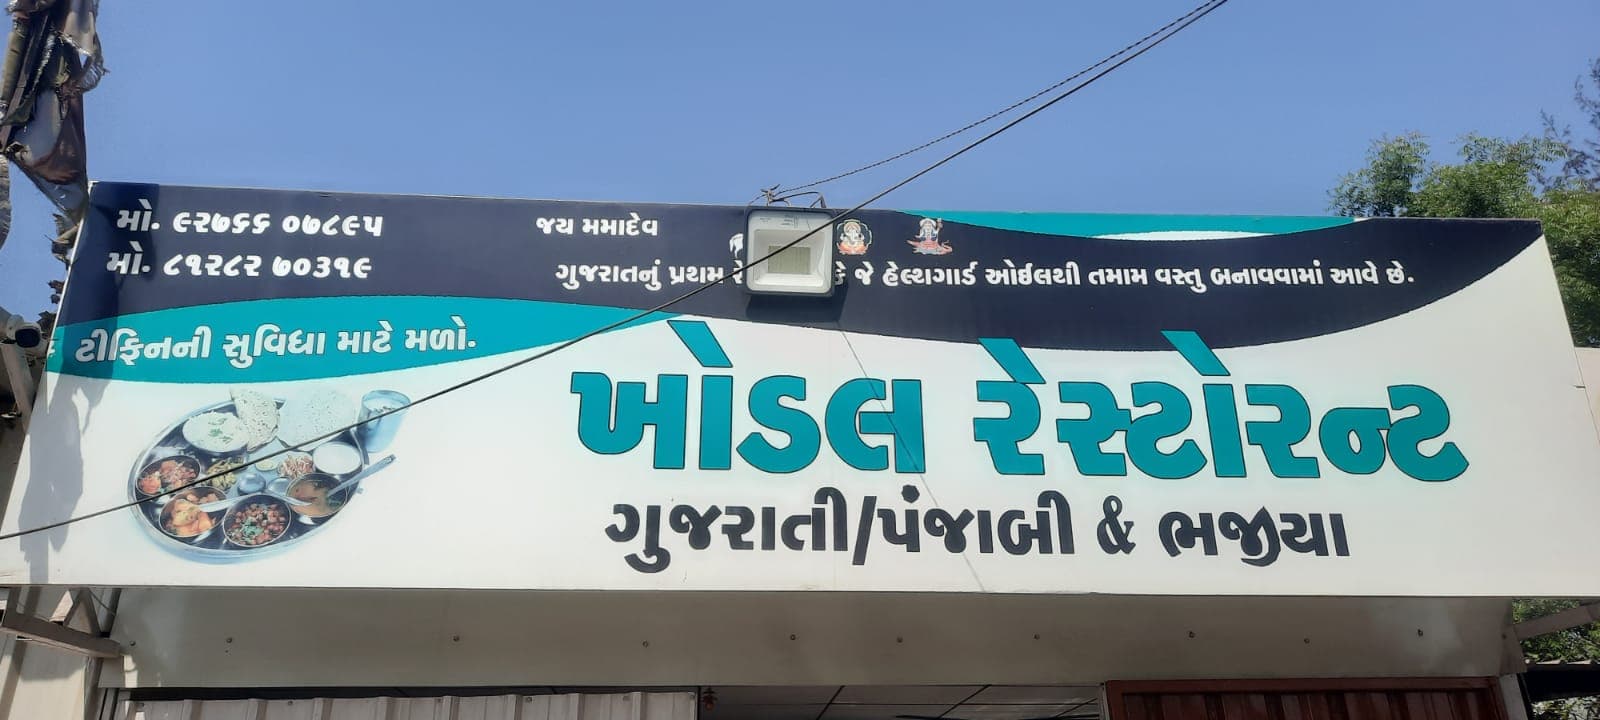 મો. ૯૨૭૬૬ ૦૭૮૯૫
મો. ૮૧૨૮૨ ૭૦૩૧૯
જય મમાદેવ
ગુજરાતનું પ્રથમ જે હેલ્થગાર્ડ ઓઈલથી તમામ વસ્તુ બનાવવામાં આવે છે.
ટીફિનની સુવિધા માટે મળો.
ખોડલ રેસ્ટોરન્ટ
ગુજરાતી/પંજાબી & ભજીયા